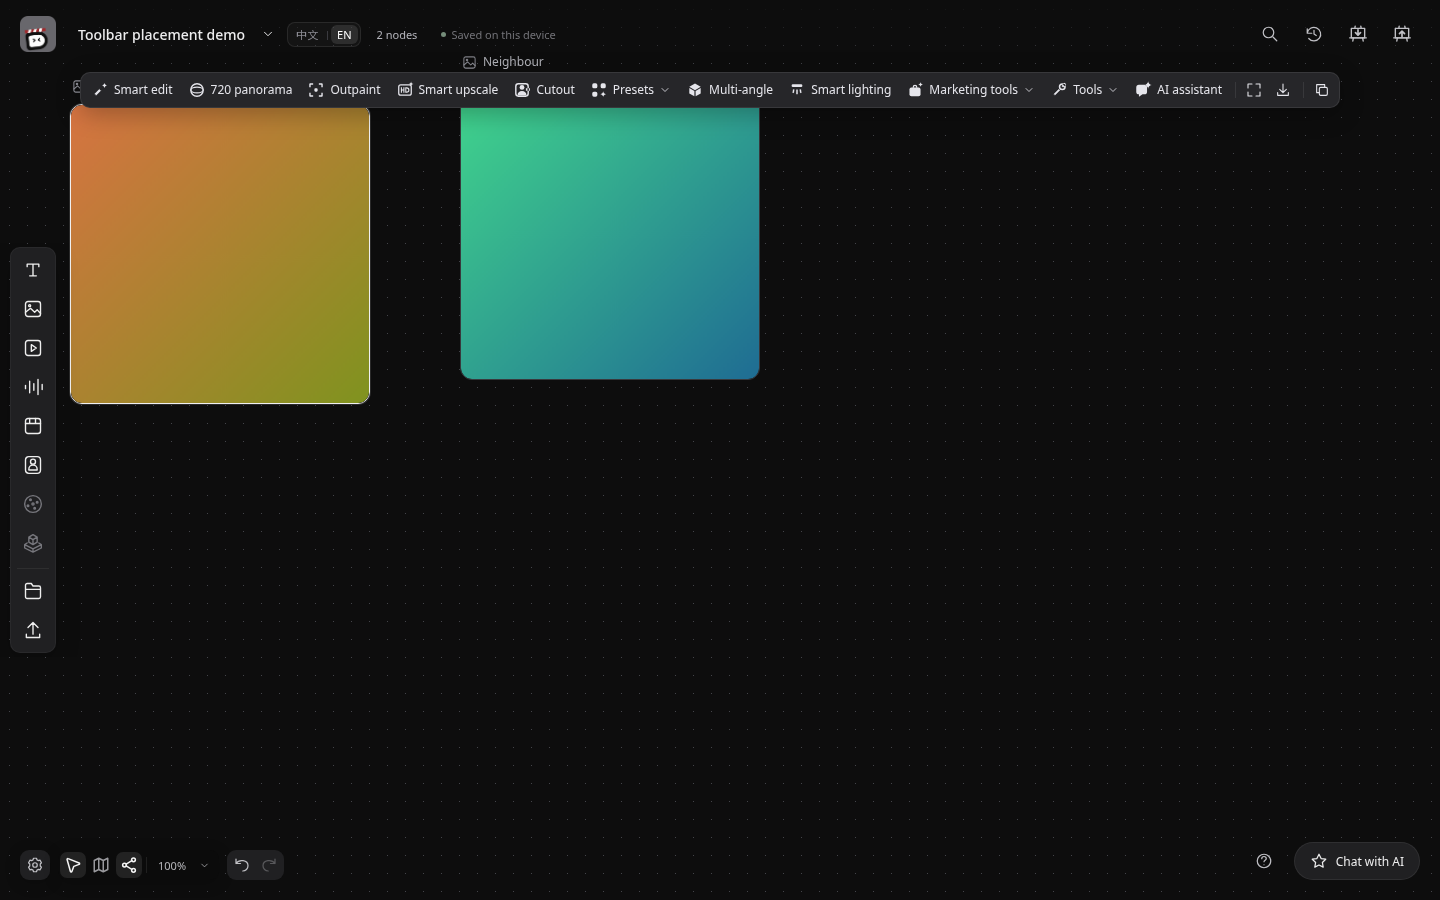 Toolbar placement demo
中文 EN
2 nodes
Saved on this device
Neighbour
Smart edit
720 panorama
Outpaint
Smart upscale
Cutout
Presets
Multi-angle
Smart lighting
Marketing tools
Tools
AI assistant
100%
Chat with AI